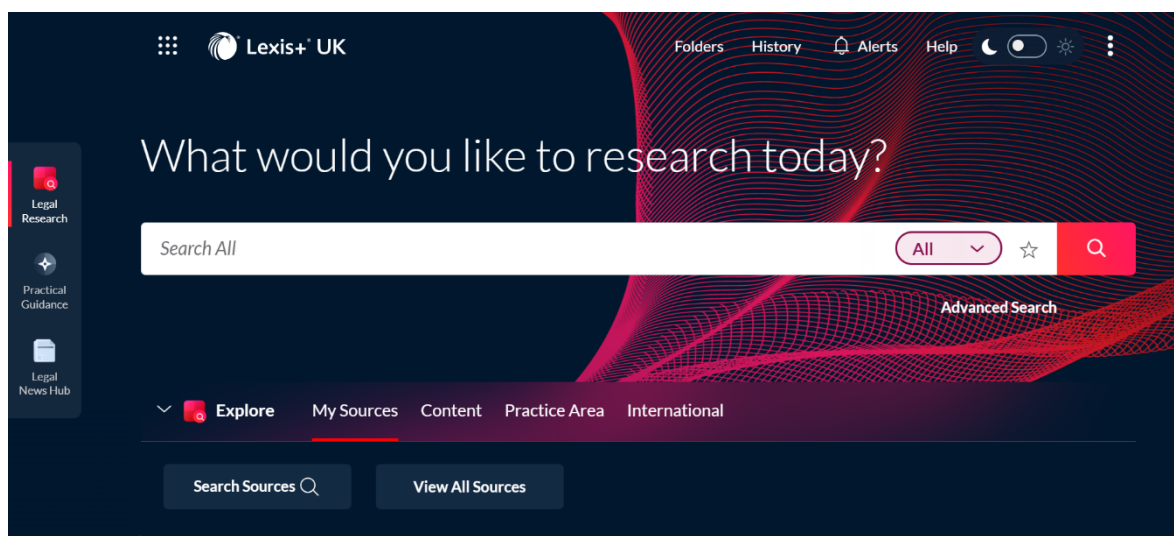 Lexis+® UK
Folders History Alerts Help
What would you like to research today?
Legal
Research
Practical
Guidance
Legal
News Hub
Search All
All
Advanced Search
Explore My Sources Content Practice Area International
Search Sources View All Sources